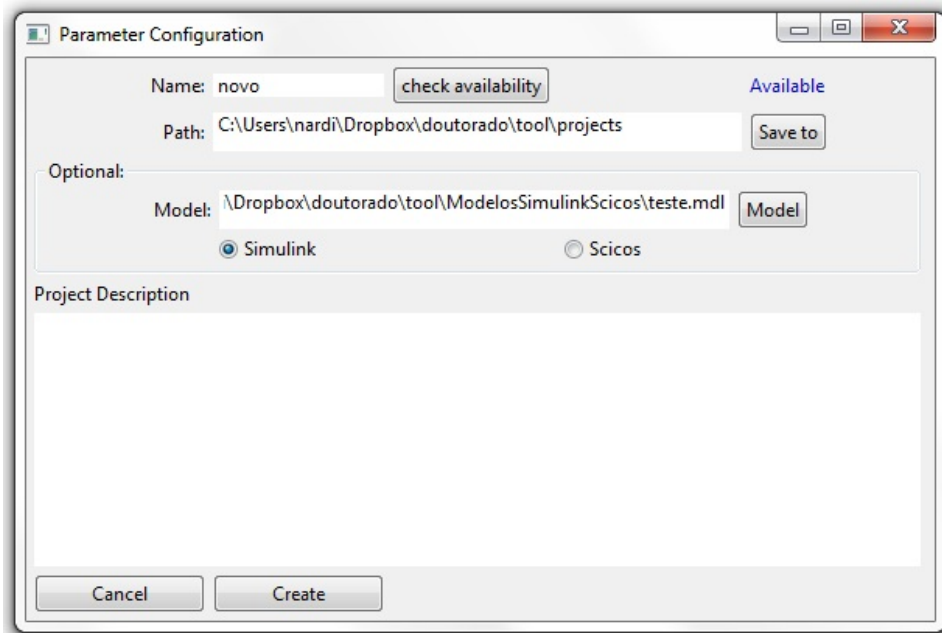 Parameter Configuration
Name: novo check availability Available
Path: C:\Users\nardi\Dropbox\doutorado\tool\projects Save to
Optional:
Model: \Dropbox\doutorado\tool\ModelosSimulinkScicos\teste.mdl Model
Simulink Scicos
Project Description
Cancel Create